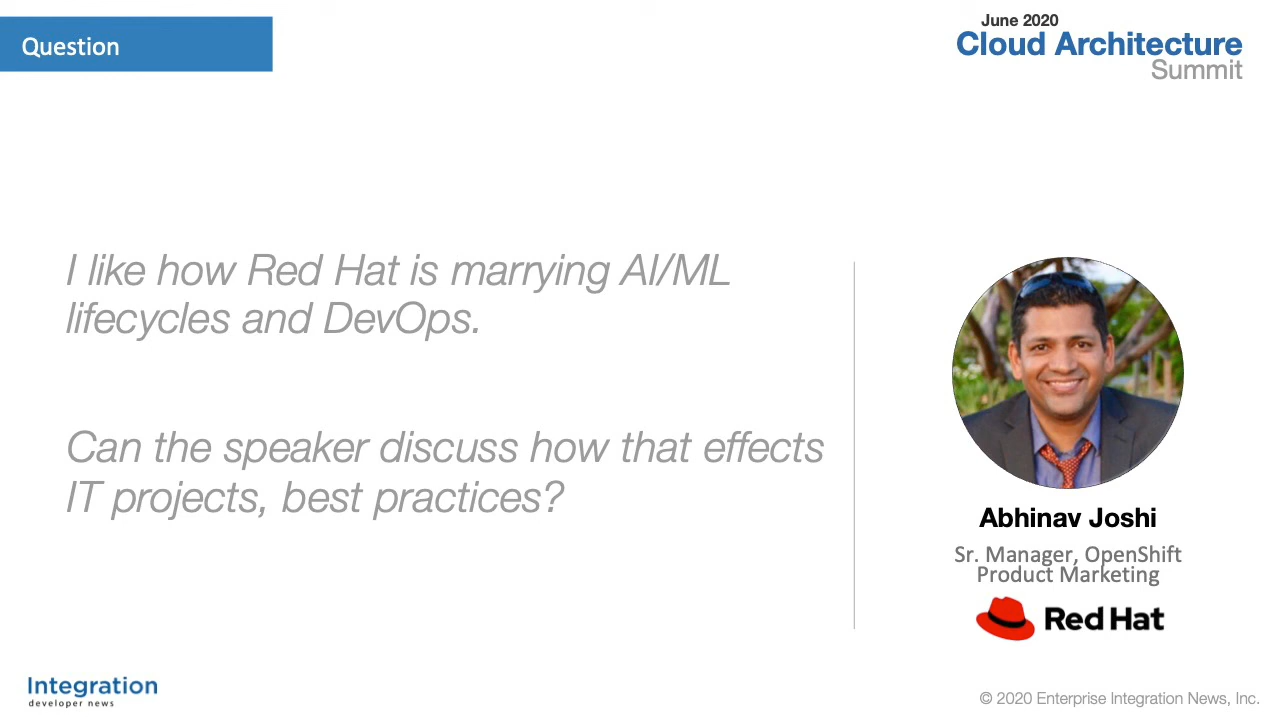 Question
June 2020
Cloud Architecture
Summit
I like how Red Hat is marrying AI/ML
lifecycles and DevOps.
Can the speaker discuss how that effects
IT projects, best practices?
Abhinav Joshi
Sr. Manager, OpenShift
Product Marketing
Red Hat
Integration
developer news
© 2020 Enterprise Integration News, Inc.